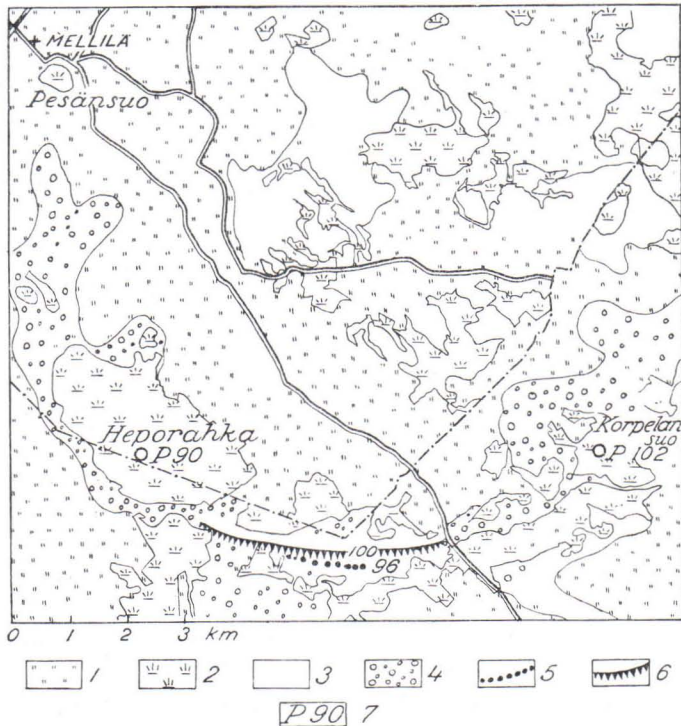 MELLILÄ
Pesänsuo
Heporahka
P 90
Korpelan
suo
P 102
100
96
0 1 2 3 km
1 2 3 4 5 6
P 90 7